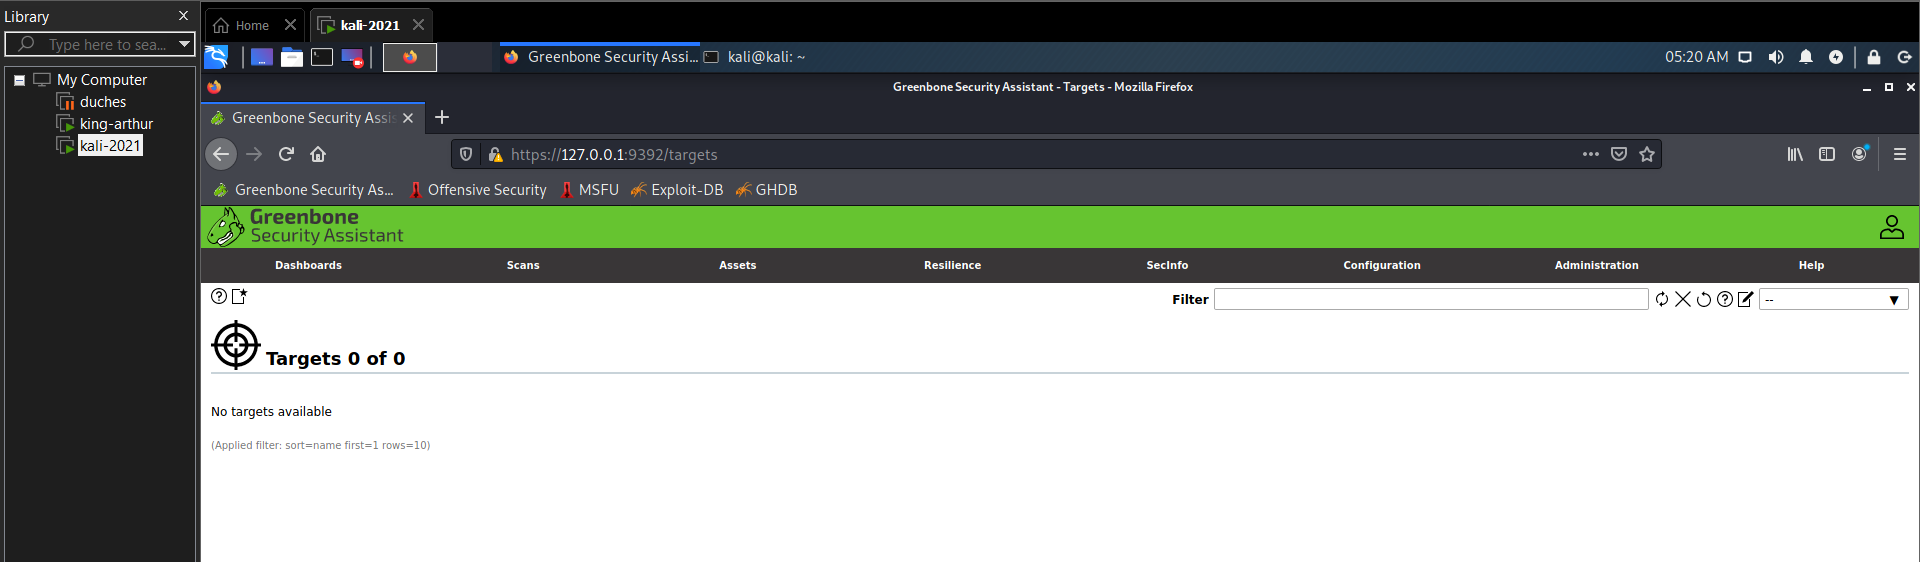 Library
Type here to sea...
My Computer
duches
king-arthur
kali-2021
Home
kali-2021
Greenbone Security Assi...
kali@kali: ~
05:20 AM
Greenbone Security Assistant - Targets - Mozilla Firefox
Greenbone Security Assis
https://127.0.0.1:9392/targets
Greenbone Security As...
Offensive Security
MSFU
Exploit-DB
GHDB
Greenbone
Security Assistant
Dashboards
Scans
Assets
Resilience
SecInfo
Configuration
Administration
Help
Filter
--
Targets 0 of 0
No targets available
(Applied filter: sort=name first=1 rows=10)